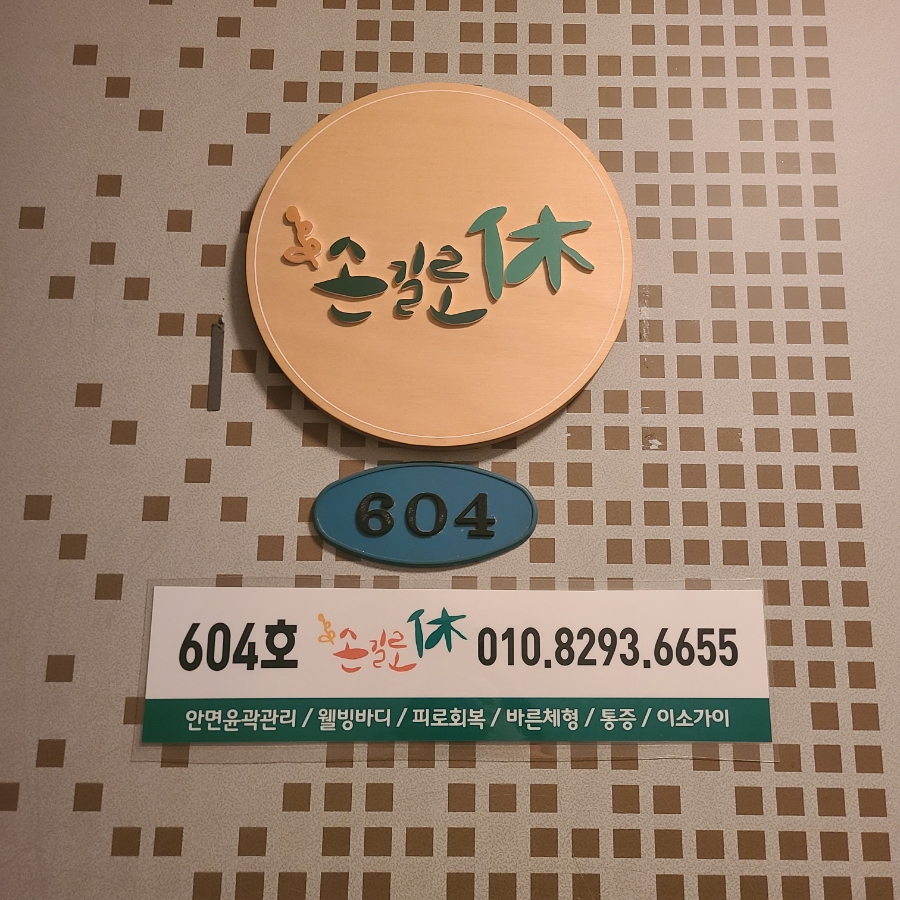 손길로休
604
604호 손길로休 010.8293.6655
안면윤곽관리 / 웰빙바디 / 피로회복 / 바른체형 / 통증 / 이소가이